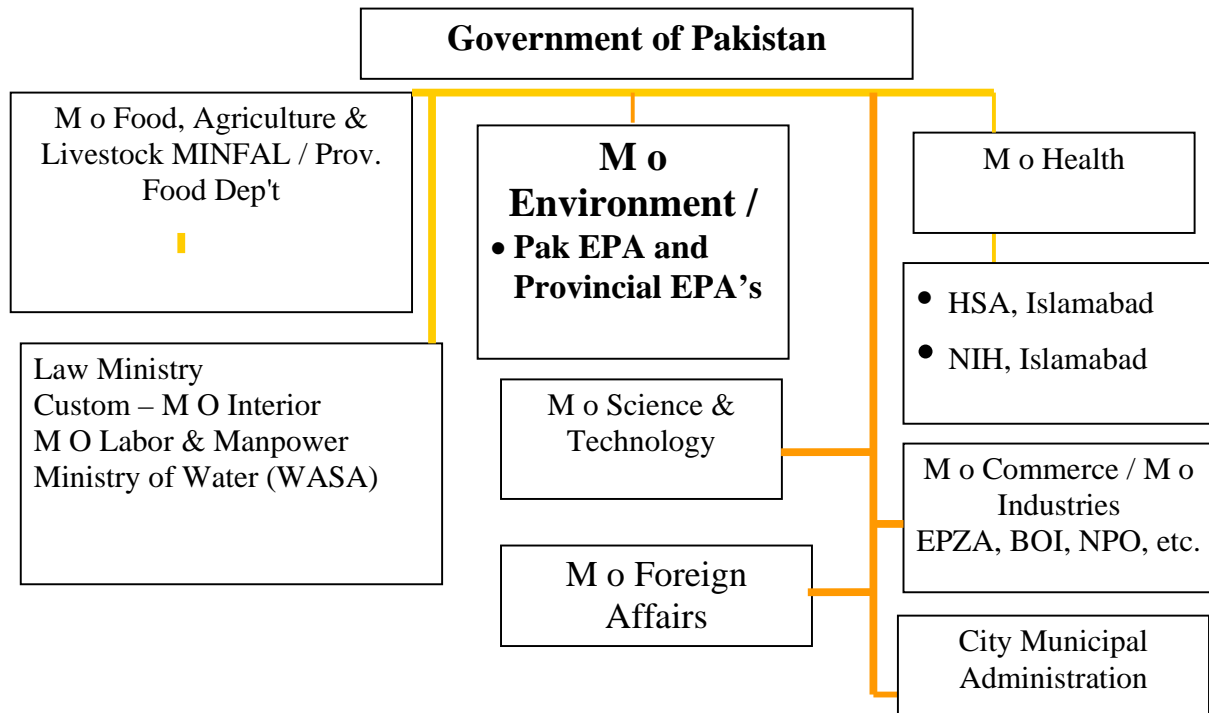 Government of Pakistan
M o Food, Agriculture &
Livestock MINFAL / Prov.
Food Dep't
M o
Environment /
• Pak EPA and
Provincial EPA’s
M o Health
• HSA, Islamabad
• NIH, Islamabad
Law Ministry
Custom – M O Interior
M O Labor & Manpower
Ministry of Water (WASA)
M o Science &
Technology
M o Commerce / M o
Industries
EPZA, BOI, NPO, etc.
M o Foreign
Affairs
City Municipal
Administration